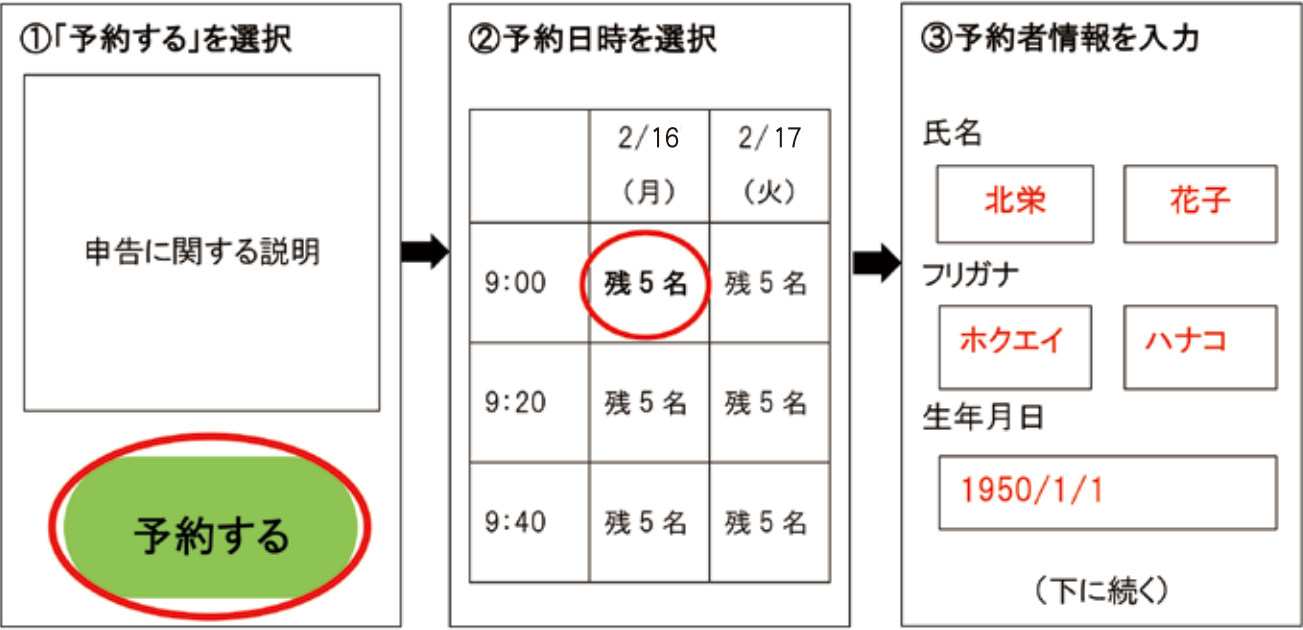 ①「予約する」を選択
申告に関する説明
予約する
②予約日時を選択
2/16 2/17
（月） （火）
9:00 残5名 残5名
9:20 残5名 残5名
9:40 残5名 残5名
③予約者情報を入力
氏名
北栄 花子
フリガナ
ホクエイ ハナコ
生年月日
1950/1/1
（下に続く）